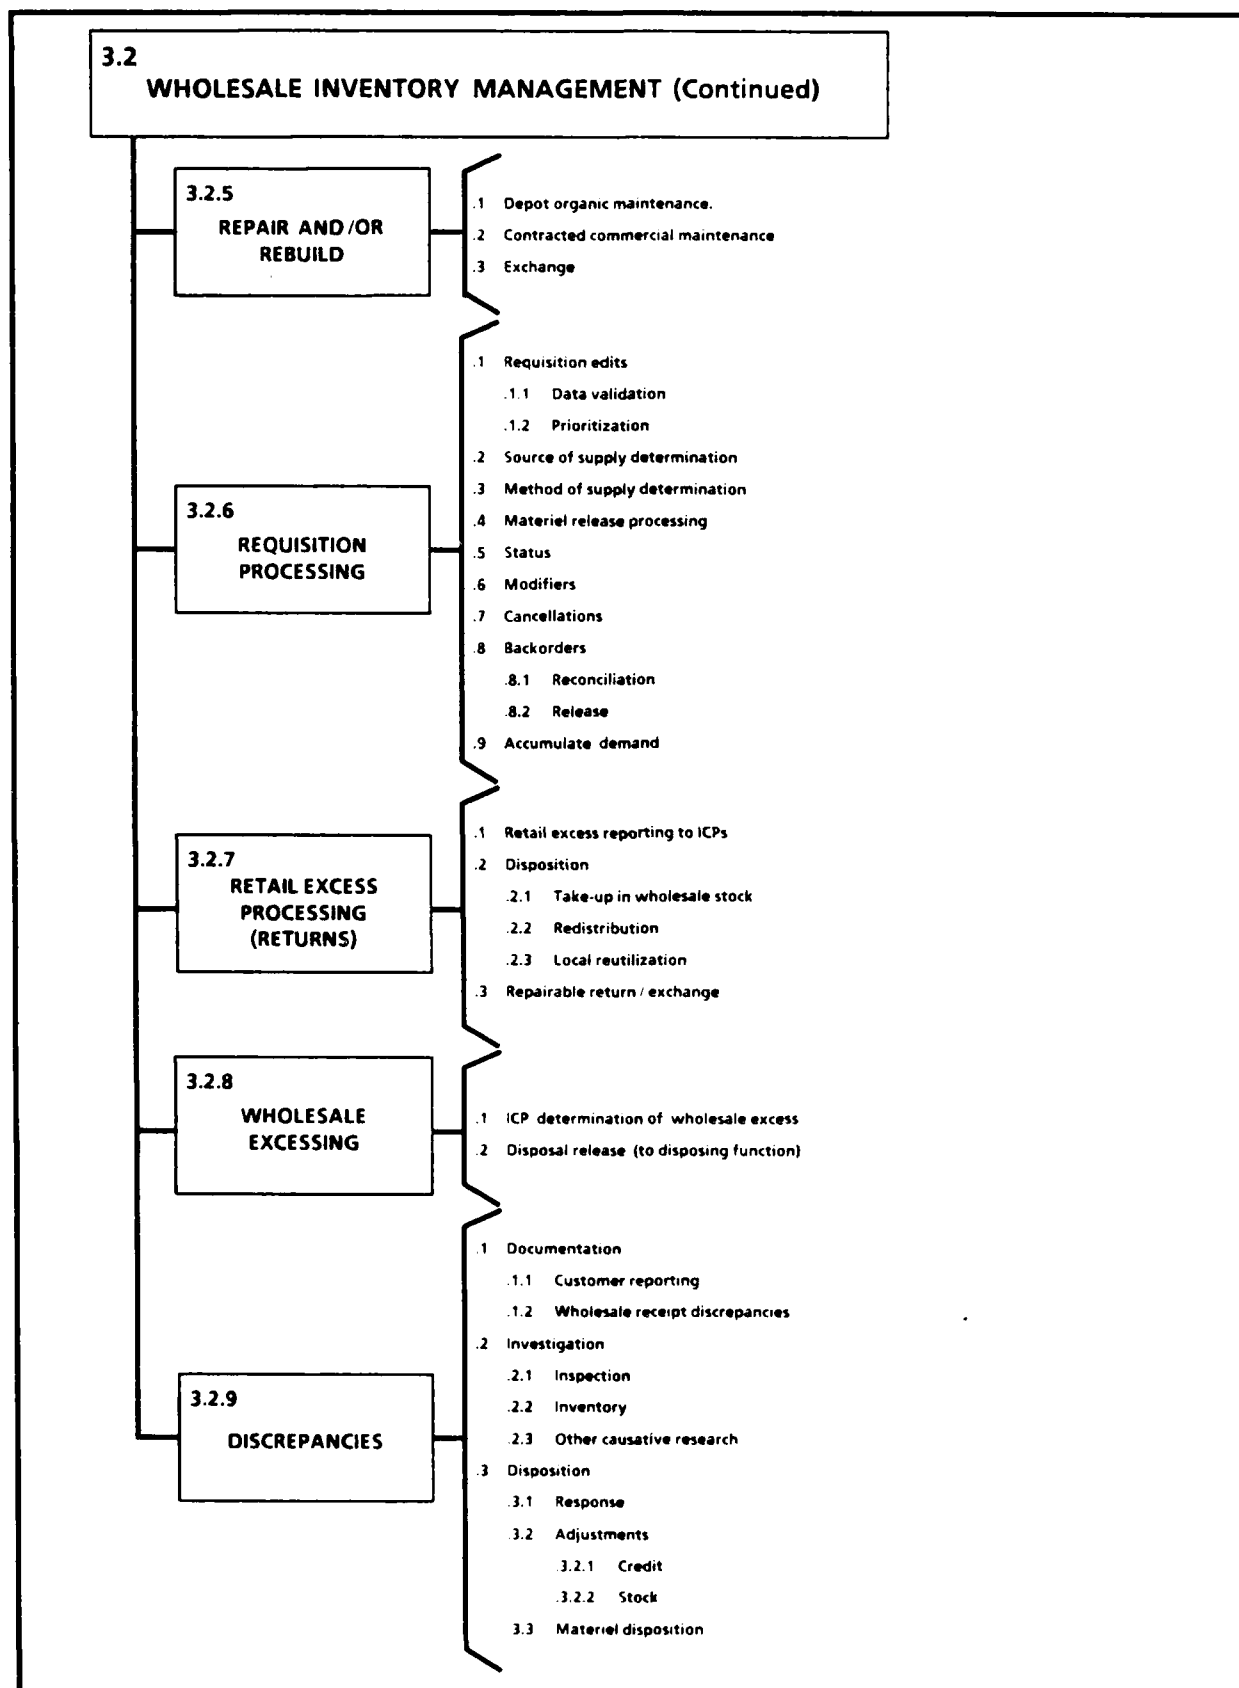 3.2
WHOLESALE INVENTORY MANAGEMENT (Continued)
3.2.5
REPAIR AND/OR
REBUILD
.1 Depot organic maintenance.
.2 Contracted commercial maintenance
.3 Exchange
3.2.6
REQUISITION
PROCESSING
.1 Requisition edits
.1.1 Data validation
.1.2 Prioritization
.2 Source of supply determination
.3 Method of supply determination
.4 Materiel release processing
.5 Status
.6 Modifiers
.7 Cancellations
.8 Backorders
.8.1 Reconciliation
.8.2 Release
.9 Accumulate demand
3.2.7
RETAIL EXCESS
PROCESSING
(RETURNS)
.1 Retail excess reporting to ICPs
.2 Disposition
.2.1 Take-up in wholesale stock
.2.2 Redistribution
.2.3 Local reutilization
.3 Repairable return / exchange
3.2.8
WHOLESALE
EXCESSING
.1 ICP determination of wholesale excess
.2 Disposal release (to disposing function)
3.2.9
DISCREPANCIES
.1 Documentation
.1.1 Customer reporting
.1.2 Wholesale receipt discrepancies
.2 Investigation
.2.1 Inspection
.2.2 Inventory
.2.3 Other causative research
.3 Disposition
.3.1 Response
.3.2 Adjustments
.3.2.1 Credit
.3.2.2 Stock
3.3 Materiel disposition